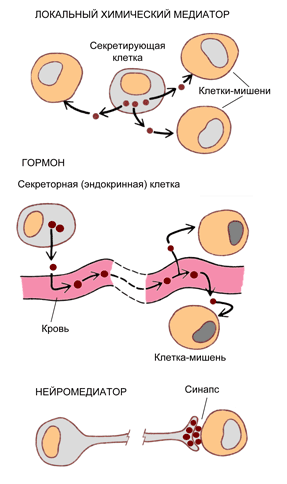 ЛОКАЛЬНЫЙ ХИМИЧЕСКИЙ МЕДИАТОР
Секретирующая
клетка
Клетки-мишени
ГОРМОН
Секреторная (эндокринная) клетка
Кровь
Клетка-мишень
НЕЙРОМЕДИАТОР
Синапс